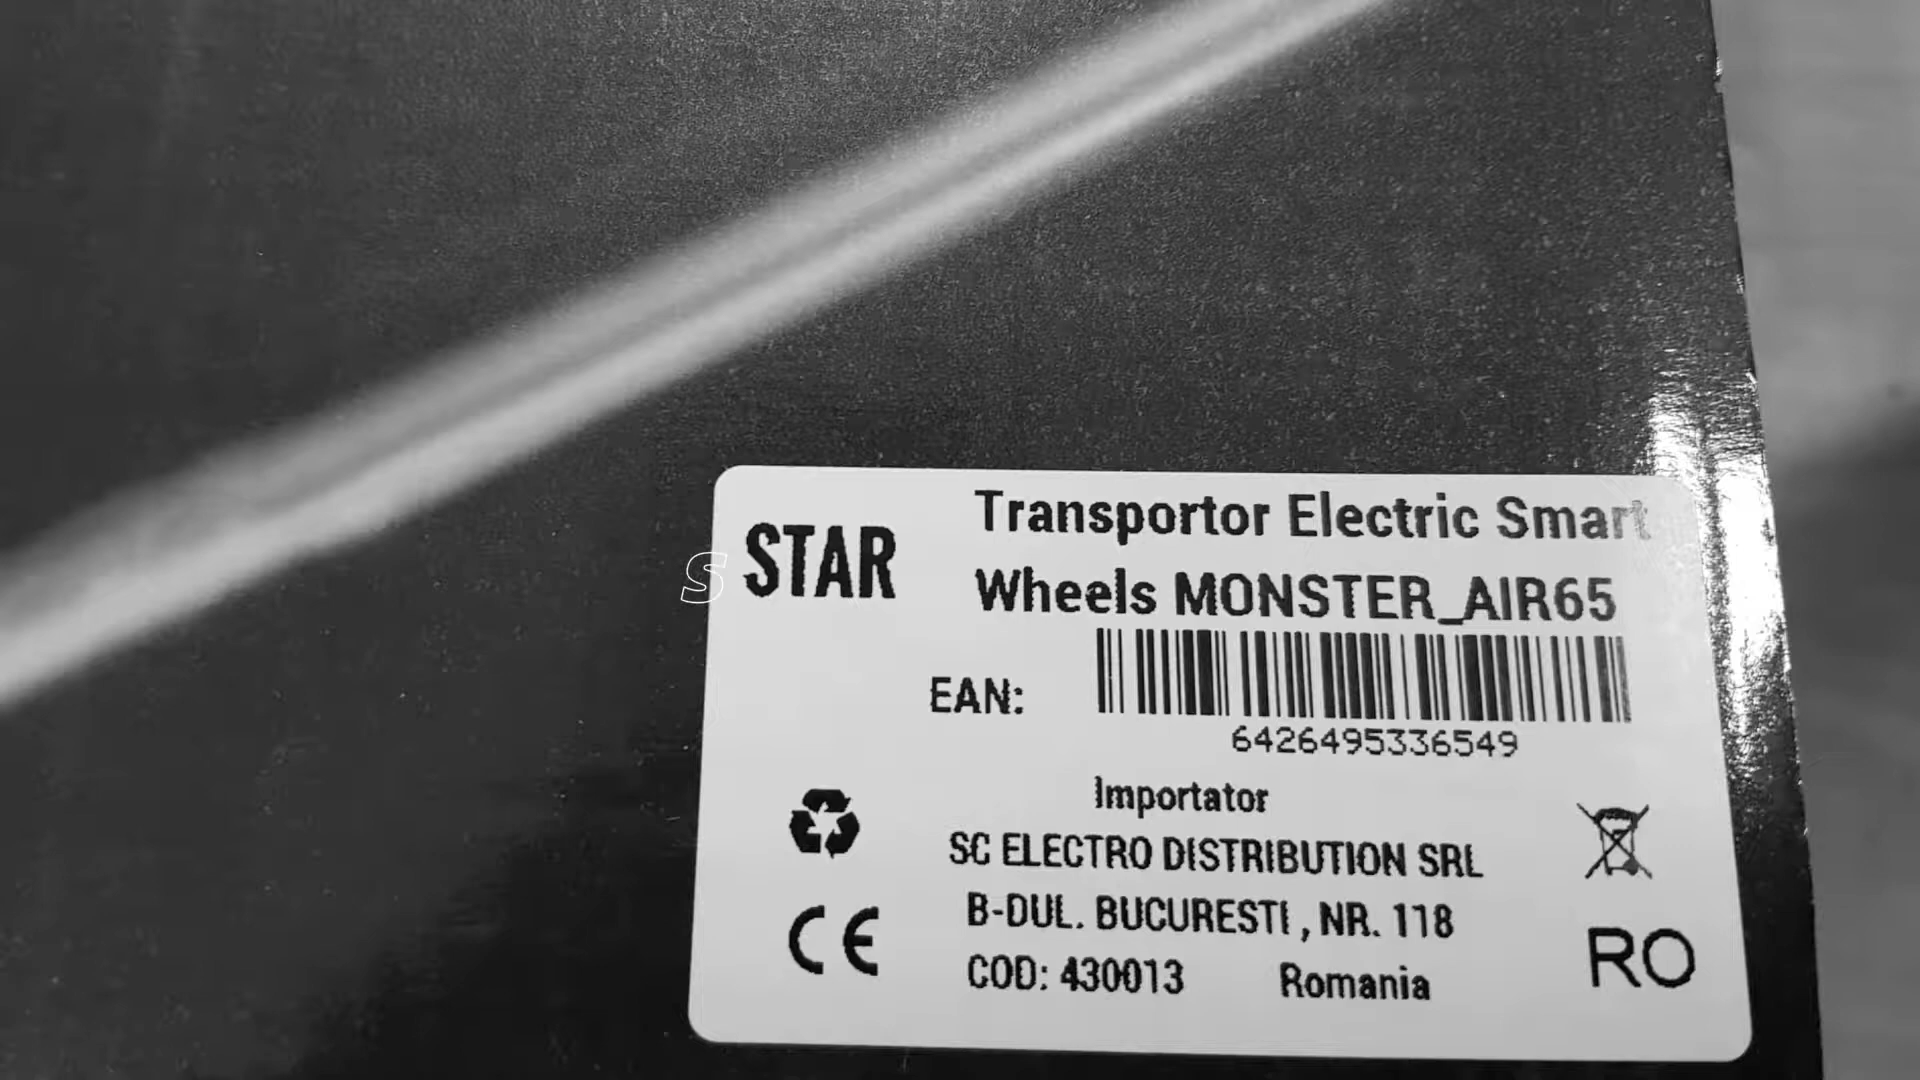 STAR
Transportor Electric Smart
Wheels MONSTER_AIR65
EAN:
6426495336549
Importator
SC ELECTRO DISTRIBUTION SRL
B-DUL. BUCURESTI , NR. 118
COD: 430013 Romania
CE
RO
S